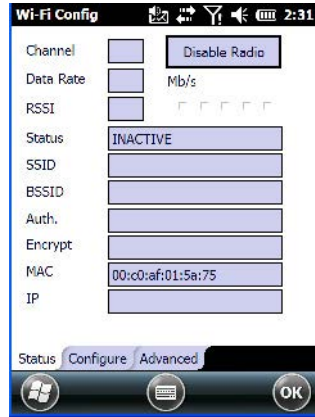 Wi-Fi Config 2:31
Channel Disable Radio
Data Rate Mb/s
RSSI
Status INACTIVE
SSID
BSSID
Auth.
Encrypt
MAC 00:c0:af:01:5a:75
IP
Status Configure Advanced
OK